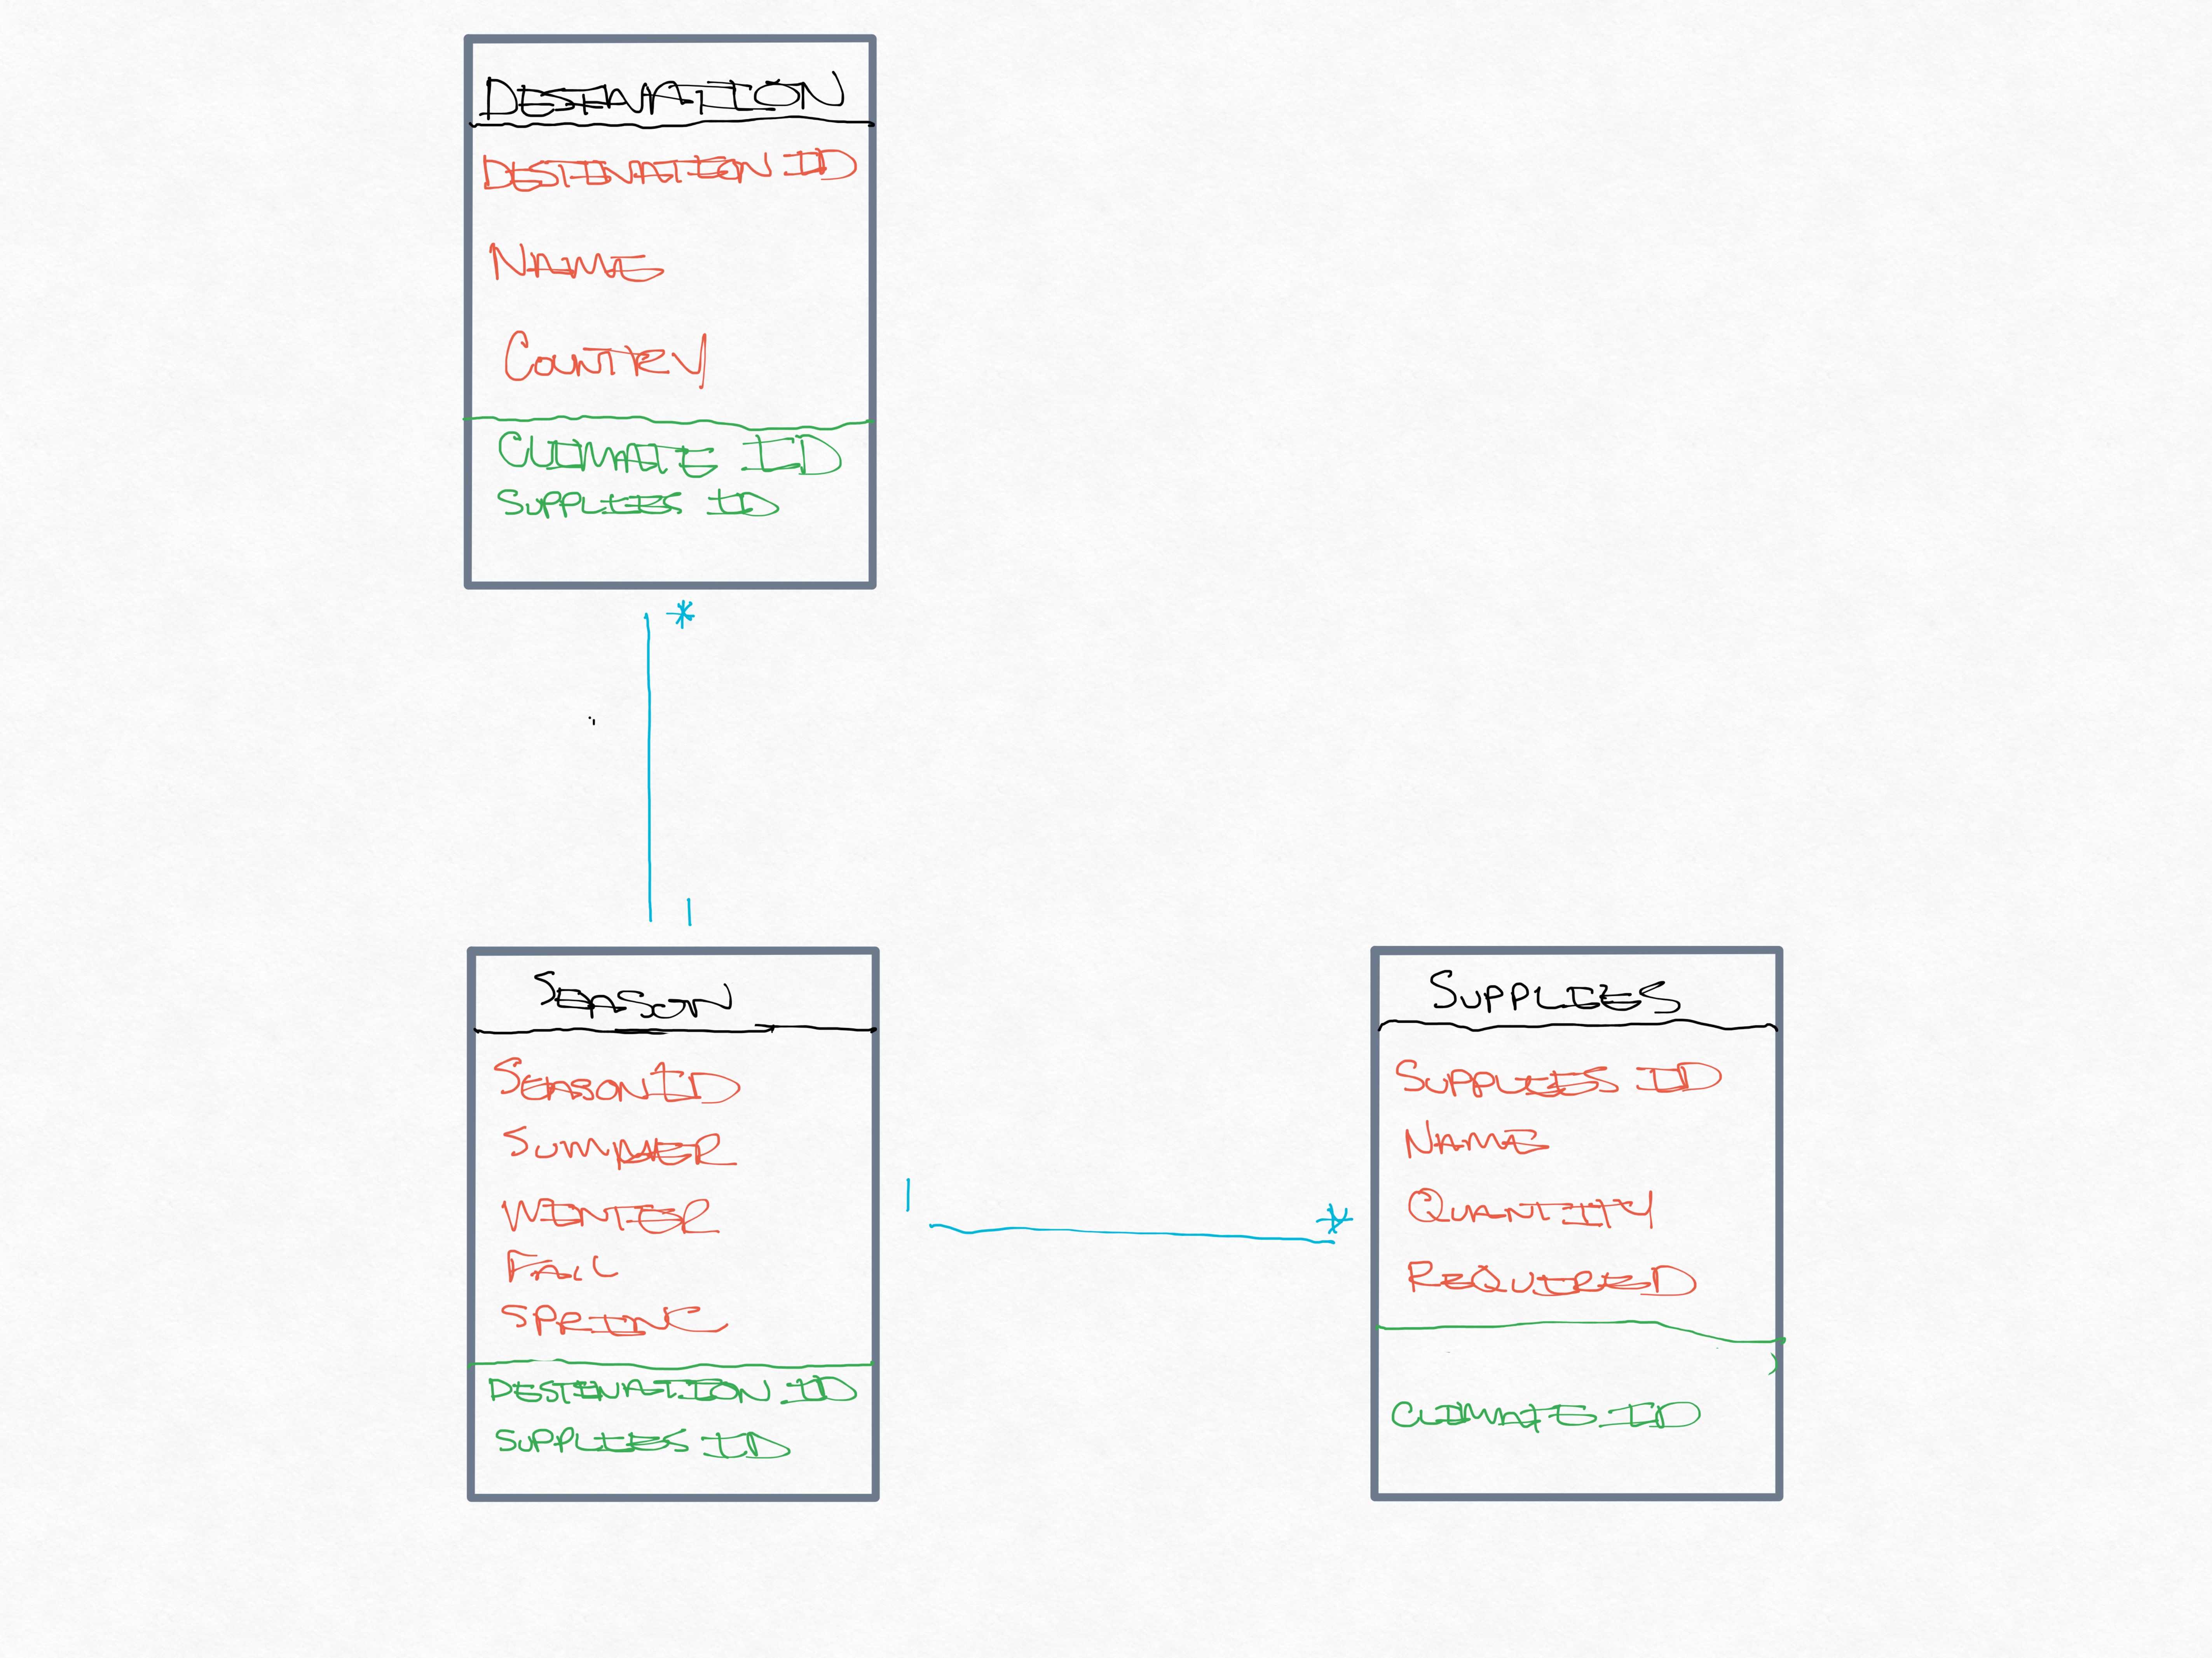 DESTINATION
DESTINATION ID
NAME
COUNTRY
CLIMATE ID
SUPPLIES ID
*
1
SEASON
SEASON ID
SUMMER
WINTER
FALL
SPRING
DESTINATION ID
SUPPLIES ID
1
*
SUPPLIES
SUPPLIES ID
NAME
QUANTITY
REQUIRED
CLIMATE ID